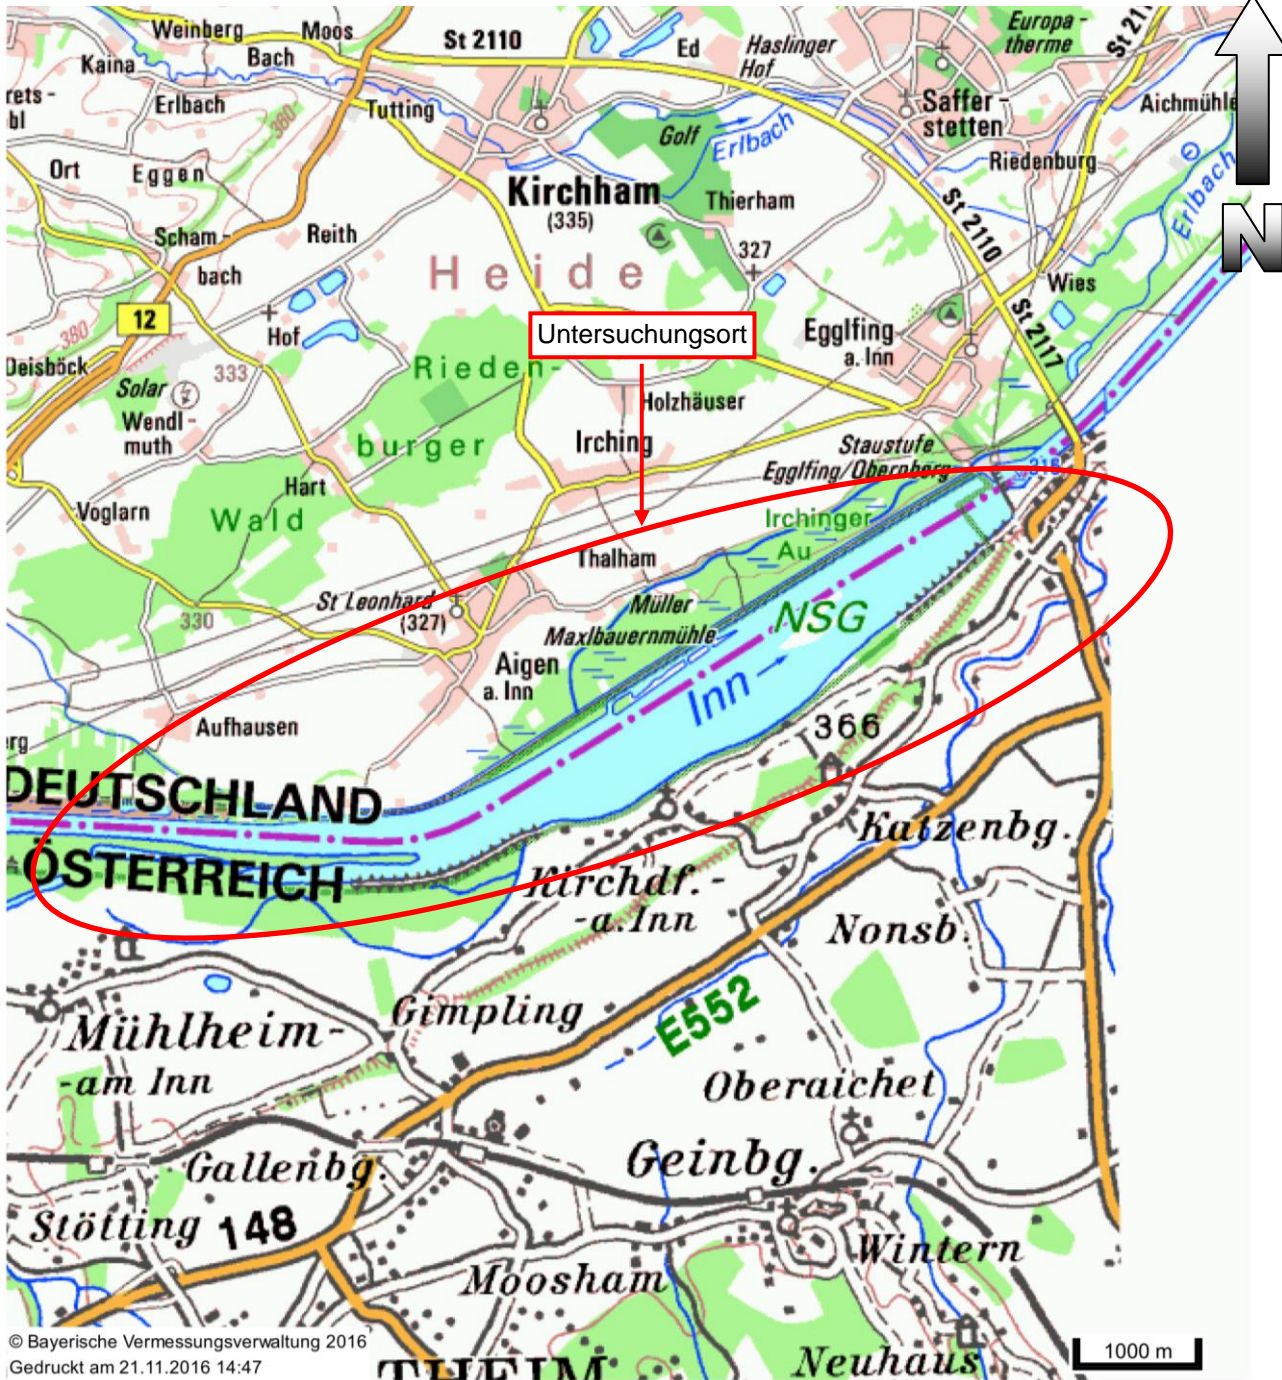 Weinberg
Moos
St 2110
Ed
Haslinger
Hof
Europa-
therme
Kaina
Bach
Erlbach
Tutting
380
Golf
Erlbach
Saffer-
stetten
Aichmühle
Riedenburg
Ort
Eggen
Kirchham
(335)
Thierham
Erlbach
N
Scham-
bach
Reith
Heide
327
St 2110
Wies
12
Hof
Untersuchungsort
Egglfing
a. Inn
St 2117
380
Deisböck
333
Solar
Wendl-
muth
Rieden-
burger
Wald
Holzhäuser
Irching
Staustufe
Egglfing/Obernberg
Hart
Voglarn
Irchinger
Au
Thalham
St Leonhard
(327)
330
Müller
Maxlbauernmühle
NSG
Aigen
a. Inn
Inn
Aufhausen
366
DEUTSCHLAND
ÖSTERREICH
Katzenbg.
Kirchdf.-
-a.Inn
Nonsb.
Gimpling
E552
Mühlheim-
-am Inn
Oberaichet
Gallenbg.
Geinbg.
Stötting
148
Wintern
Moosham
© Bayerische Vermessungsverwaltung 2016
Gedruckt am 21.11.2016 14:47
Neuhaus
1000 m